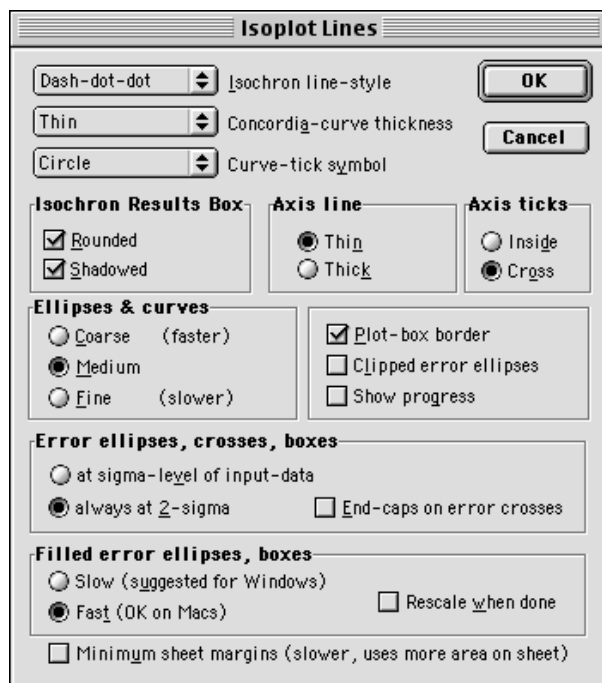 Isoplot Lines
Dash-dot-dot Isochron line-style OK
Thin Concordia-curve thickness
Cancel
Circle Curve-tick symbol
Isochron Results Box Axis line Axis ticks
Rounded Thin Inside
Shadowed Thick Cross
Ellipses & curves
Coarse (faster) Plot-box border
Medium Clipped error ellipses
Fine (slower) Show progress
Error ellipses, crosses, boxes
at sigma-level of input-data
always at 2-sigma End-caps on error crosses
Filled error ellipses, boxes
Slow (suggested for Windows)
Fast (OK on Macs) Rescale when done
Minimum sheet margins (slower, uses more area on sheet)